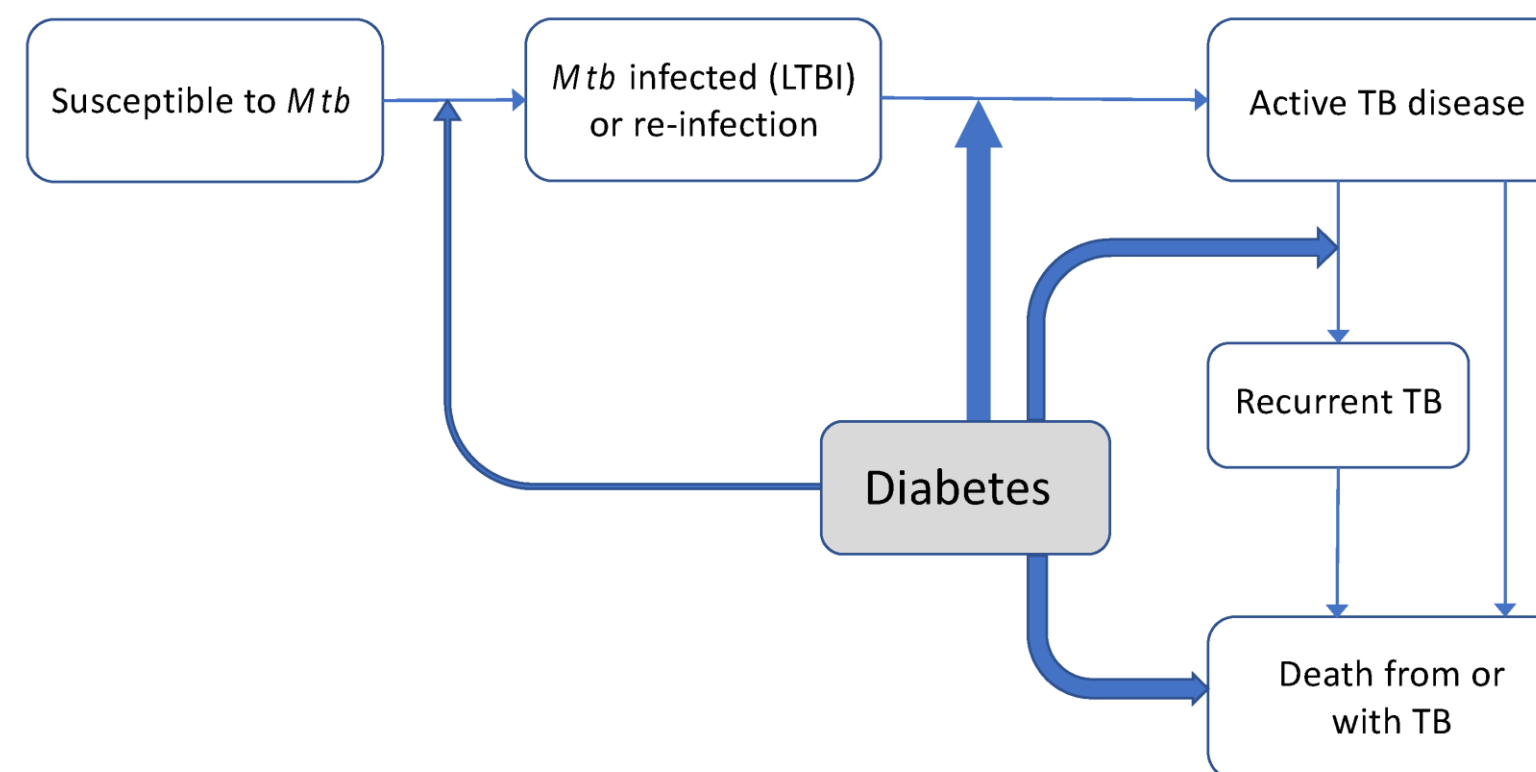 Susceptible to Mtb
Mtb infected (LTBI)
or re-infection
Active TB disease
Recurrent TB
Diabetes
Death from or
with TB